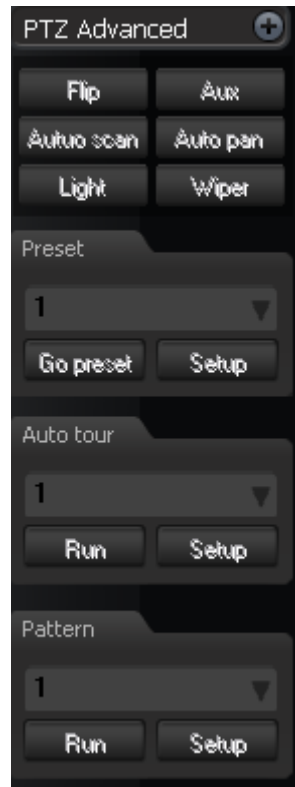 PTZ Advanced
Flip Aux
Autuo scan Auto pan
Light Wiper
Preset
1
Go preset Setup
Auto tour
1
Run Setup
Pattern
1
Run Setup